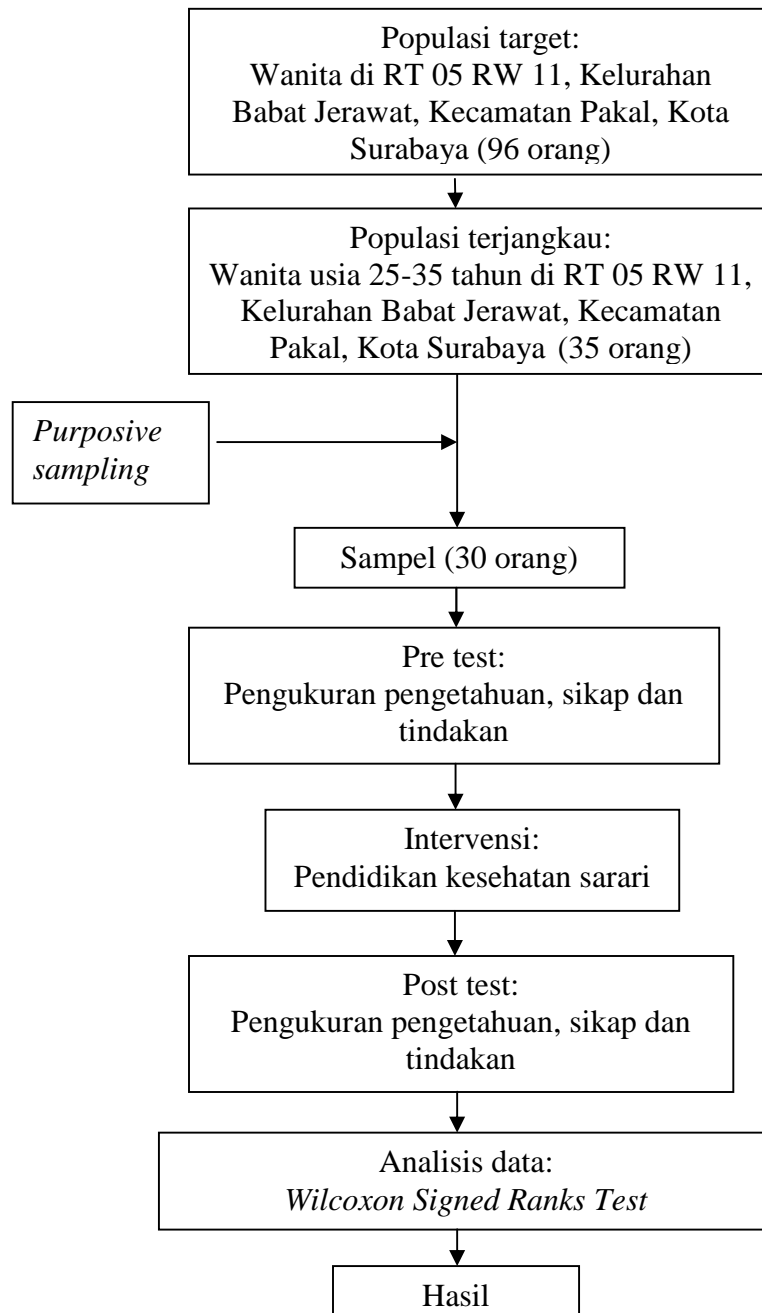 Populasi target:
Wanita di RT 05 RW 11, Kelurahan
Babat Jerawat, Kecamatan Pakal, Kota
Surabaya (96 orang)
Populasi terjangkau:
Wanita usia 25-35 tahun di RT 05 RW 11,
Kelurahan Babat Jerawat, Kecamatan
Pakal, Kota Surabaya (35 orang)
Purposive
sampling
Sampel (30 orang)
Pre test:
Pengukuran pengetahuan, sikap dan
tindakan
Intervensi:
Pendidikan kesehatan sarari
Post test:
Pengukuran pengetahuan, sikap dan
tindakan
Analisis data:
Wilcoxon Signed Ranks Test
Hasil